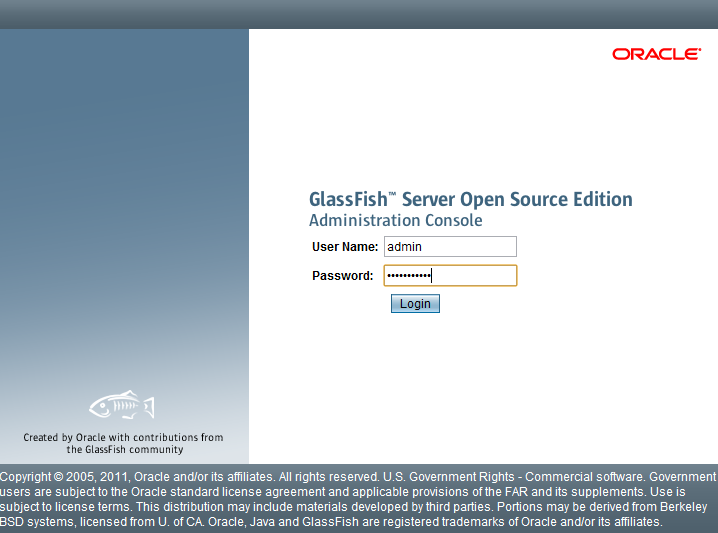 ORACLE®
GlassFish™ Server Open Source Edition
Administration Console
User Name: admin
Password: •••••••••••
Login
Created by Oracle with contributions from
the GlassFish community
Copyright © 2005, 2011, Oracle and/or its affiliates. All rights reserved. U.S. Government Rights - Commercial software. Government
users are subject to the Oracle standard license agreement and applicable provisions of the FAR and its supplements. Use is
subject to license terms. This distribution may include materials developed by third parties. Portions may be derived from Berkeley
BSD systems, licensed from U. of CA. Oracle, Java and GlassFish are registered trademarks of Oracle and/or its affiliates.